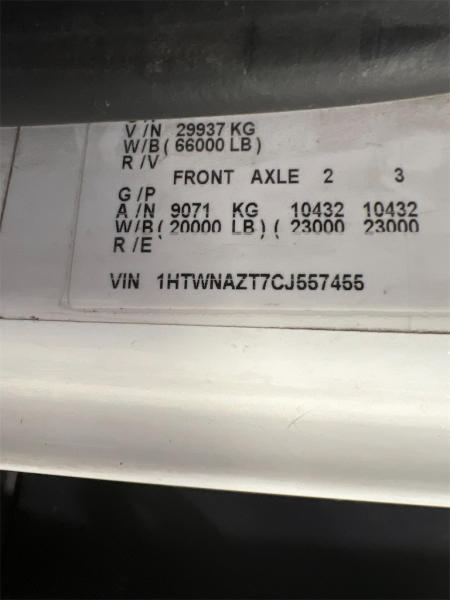 V/N 29937 KG
W/B( 66000 LB)
R/V
FRONT AXLE 2 3
G/P
A/N 9071 KG 10432 10432
W/B( 20000 LB)( 23000 23000
R/E
VIN 1HTWNAZT7CJ557455